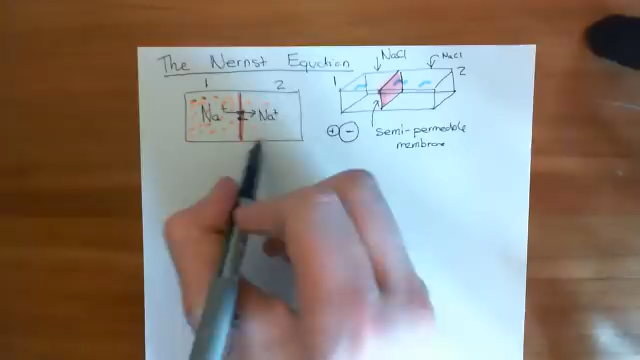 The Nernst Equation
1 2
Na+ Na+
NaCl NaCl
1 2
+ -
semi-permeable
membrane